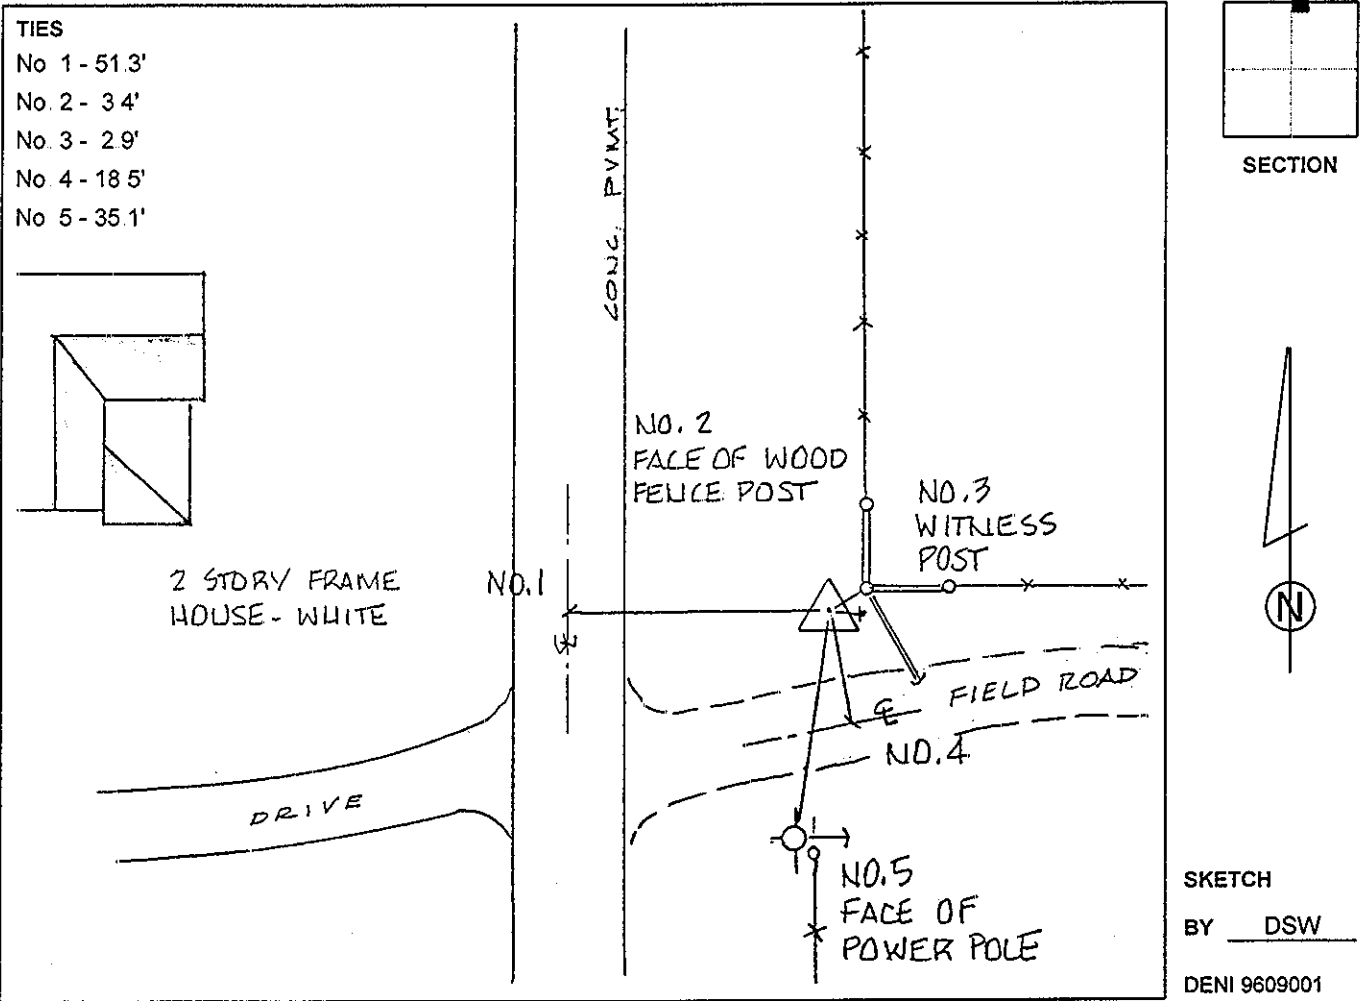 TIES
No 1 - 51.3'
No. 2 - 3 4'
No. 3 - 2.9'
No. 4 - 18 5'
No 5 - 35.1'
SECTION
CONC. PVMT.
NO. 2
FACE OF WOOD
FENCE POST
NO. 3
WITNESS
POST
2 STORY FRAME
HOUSE - WHITE
NO. 1
N
FIELD ROAD
℄
NO. 4
DRIVE
NO. 5
FACE OF
POWER POLE
SKETCH
BY DSW
DENI 9609001